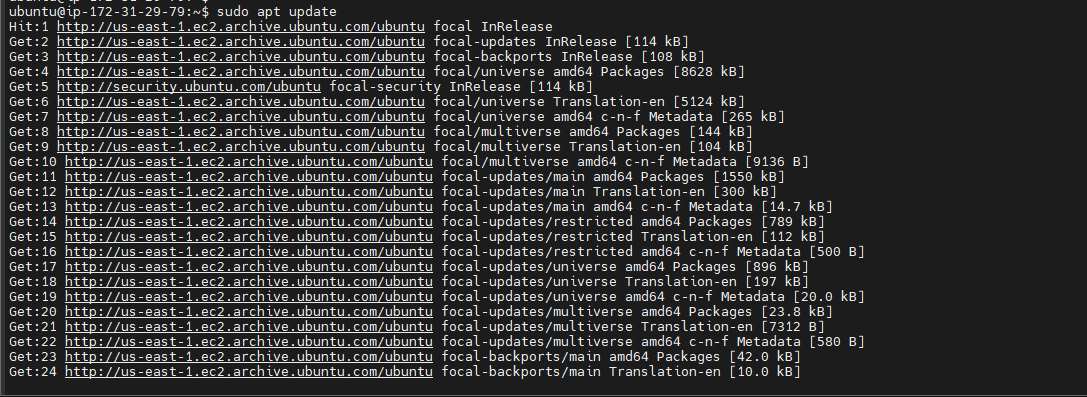 ubuntu@ip-172-31-29-79:~$ sudo apt update
Hit:1 http://us-east-1.ec2.archive.ubuntu.com/ubuntu focal InRelease
Get:2 http://us-east-1.ec2.archive.ubuntu.com/ubuntu focal-updates InRelease [114 kB]
Get:3 http://us-east-1.ec2.archive.ubuntu.com/ubuntu focal-backports InRelease [108 kB]
Get:4 http://us-east-1.ec2.archive.ubuntu.com/ubuntu focal/universe amd64 Packages [8628 kB]
Get:5 http://security.ubuntu.com/ubuntu focal-security InRelease [114 kB]
Get:6 http://us-east-1.ec2.archive.ubuntu.com/ubuntu focal/universe Translation-en [5124 kB]
Get:7 http://us-east-1.ec2.archive.ubuntu.com/ubuntu focal/universe amd64 c-n-f Metadata [265 kB]
Get:8 http://us-east-1.ec2.archive.ubuntu.com/ubuntu focal/multiverse amd64 Packages [144 kB]
Get:9 http://us-east-1.ec2.archive.ubuntu.com/ubuntu focal/multiverse Translation-en [104 kB]
Get:10 http://us-east-1.ec2.archive.ubuntu.com/ubuntu focal/multiverse amd64 c-n-f Metadata [9136 B]
Get:11 http://us-east-1.ec2.archive.ubuntu.com/ubuntu focal-updates/main amd64 Packages [1550 kB]
Get:12 http://us-east-1.ec2.archive.ubuntu.com/ubuntu focal-updates/main Translation-en [300 kB]
Get:13 http://us-east-1.ec2.archive.ubuntu.com/ubuntu focal-updates/main amd64 c-n-f Metadata [14.7 kB]
Get:14 http://us-east-1.ec2.archive.ubuntu.com/ubuntu focal-updates/restricted amd64 Packages [789 kB]
Get:15 http://us-east-1.ec2.archive.ubuntu.com/ubuntu focal-updates/restricted Translation-en [112 kB]
Get:16 http://us-east-1.ec2.archive.ubuntu.com/ubuntu focal-updates/restricted amd64 c-n-f Metadata [500 B]
Get:17 http://us-east-1.ec2.archive.ubuntu.com/ubuntu focal-updates/universe amd64 Packages [896 kB]
Get:18 http://us-east-1.ec2.archive.ubuntu.com/ubuntu focal-updates/universe Translation-en [197 kB]
Get:19 http://us-east-1.ec2.archive.ubuntu.com/ubuntu focal-updates/universe amd64 c-n-f Metadata [20.0 kB]
Get:20 http://us-east-1.ec2.archive.ubuntu.com/ubuntu focal-updates/multiverse amd64 Packages [23.8 kB]
Get:21 http://us-east-1.ec2.archive.ubuntu.com/ubuntu focal-updates/multiverse Translation-en [7312 B]
Get:22 http://us-east-1.ec2.archive.ubuntu.com/ubuntu focal-updates/multiverse amd64 c-n-f Metadata [580 B]
Get:23 http://us-east-1.ec2.archive.ubuntu.com/ubuntu focal-backports/main amd64 Packages [42.0 kB]
Get:24 http://us-east-1.ec2.archive.ubuntu.com/ubuntu focal-backports/main Translation-en [10.0 kB]